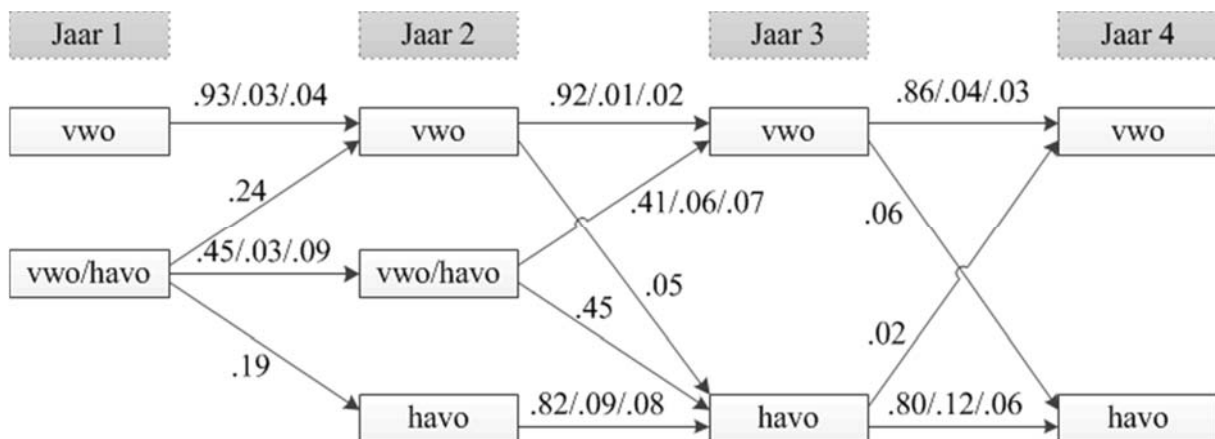 Jaar 1 Jaar 2 Jaar 3 Jaar 4
.93/.03/.04 .92/.01/.02 .86/.04/.03
vwo vwo vwo vwo
.24 .41/.06/.07 .06
.45/.03/.09
vwo/havo vwo/havo
.05
.45
.19 .02
.82/.09/.08 .80/.12/.06
havo havo havo